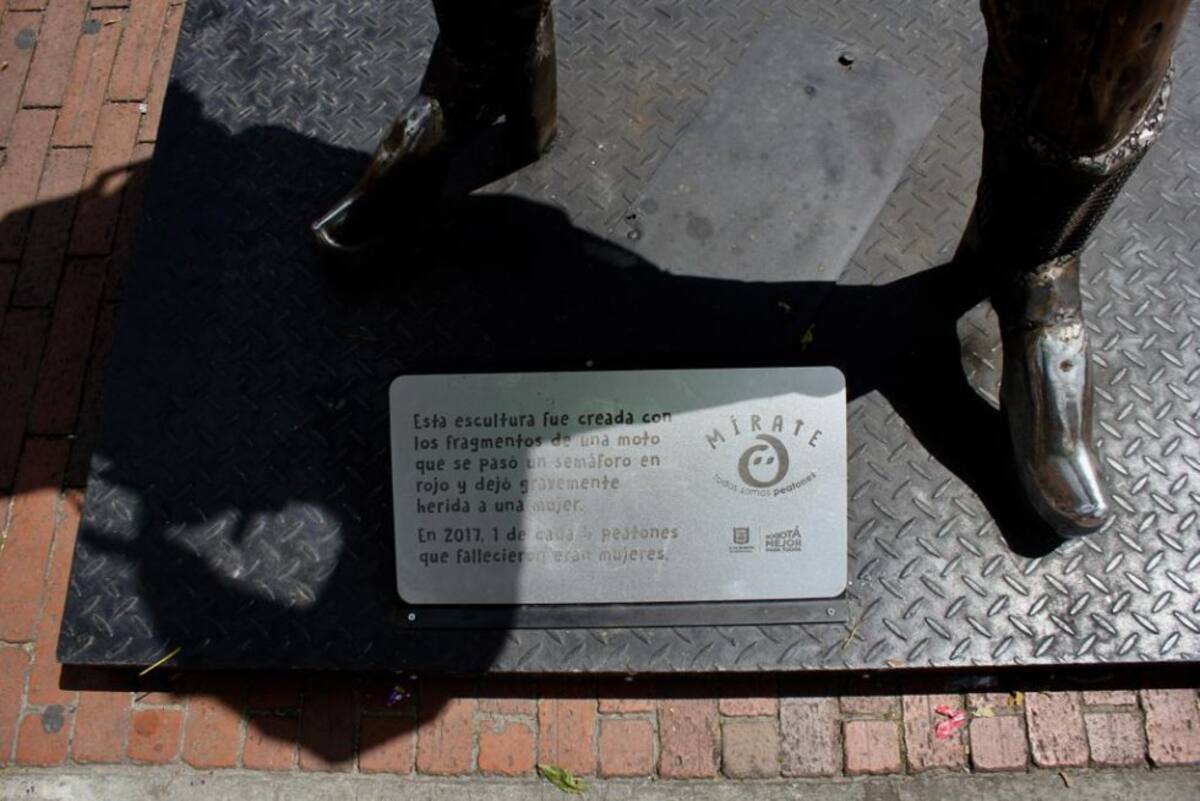 Esta escultura fue creada con
los fragmentos de una moto
que se pasó un semáforo en
rojo y dejó gravemente
herida a una mujer.
En 2017, 1 de cada 4 peatones
que fallecieron eran mujeres.
MÍRATE
todos somos peatones
BOGOTÁ
MEJOR
PARA TODOS